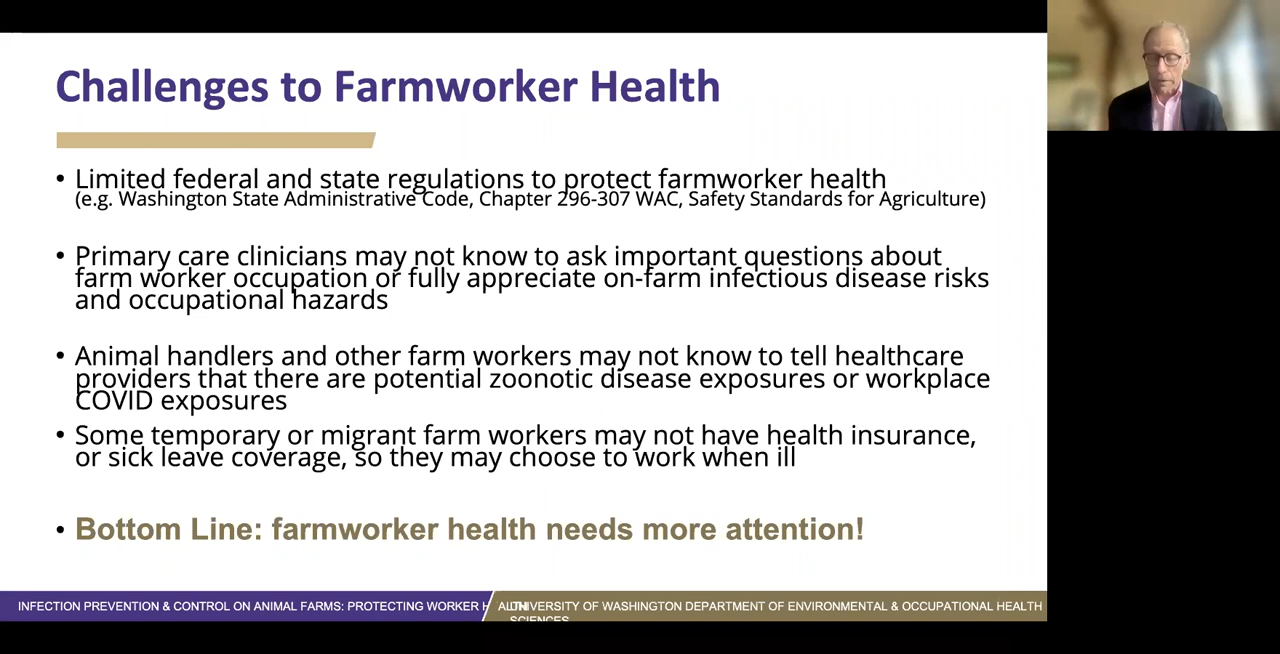 Challenges to Farmworker Health
• Limited federal and state regulations to protect farmworker health
(e.g. Washington State Administrative Code, Chapter 296-307 WAC, Safety Standards for Agriculture)
• Primary care clinicians may not know to ask important questions about
farm worker occupation or fully appreciate on-farm infectious disease risks
and occupational hazards
• Animal handlers and other farm workers may not know to tell healthcare
providers that there are potential zoonotic disease exposures or workplace
COVID exposures
• Some temporary or migrant farm workers may not have health insurance,
or sick leave coverage, so they may choose to work when ill
• Bottom Line: farmworker health needs more attention!
INFECTION PREVENTION & CONTROL ON ANIMAL FARMS: PROTECTING WORKER HEALTH
UNIVERSITY OF WASHINGTON DEPARTMENT OF ENVIRONMENTAL & OCCUPATIONAL HEALTH
SCIENCES